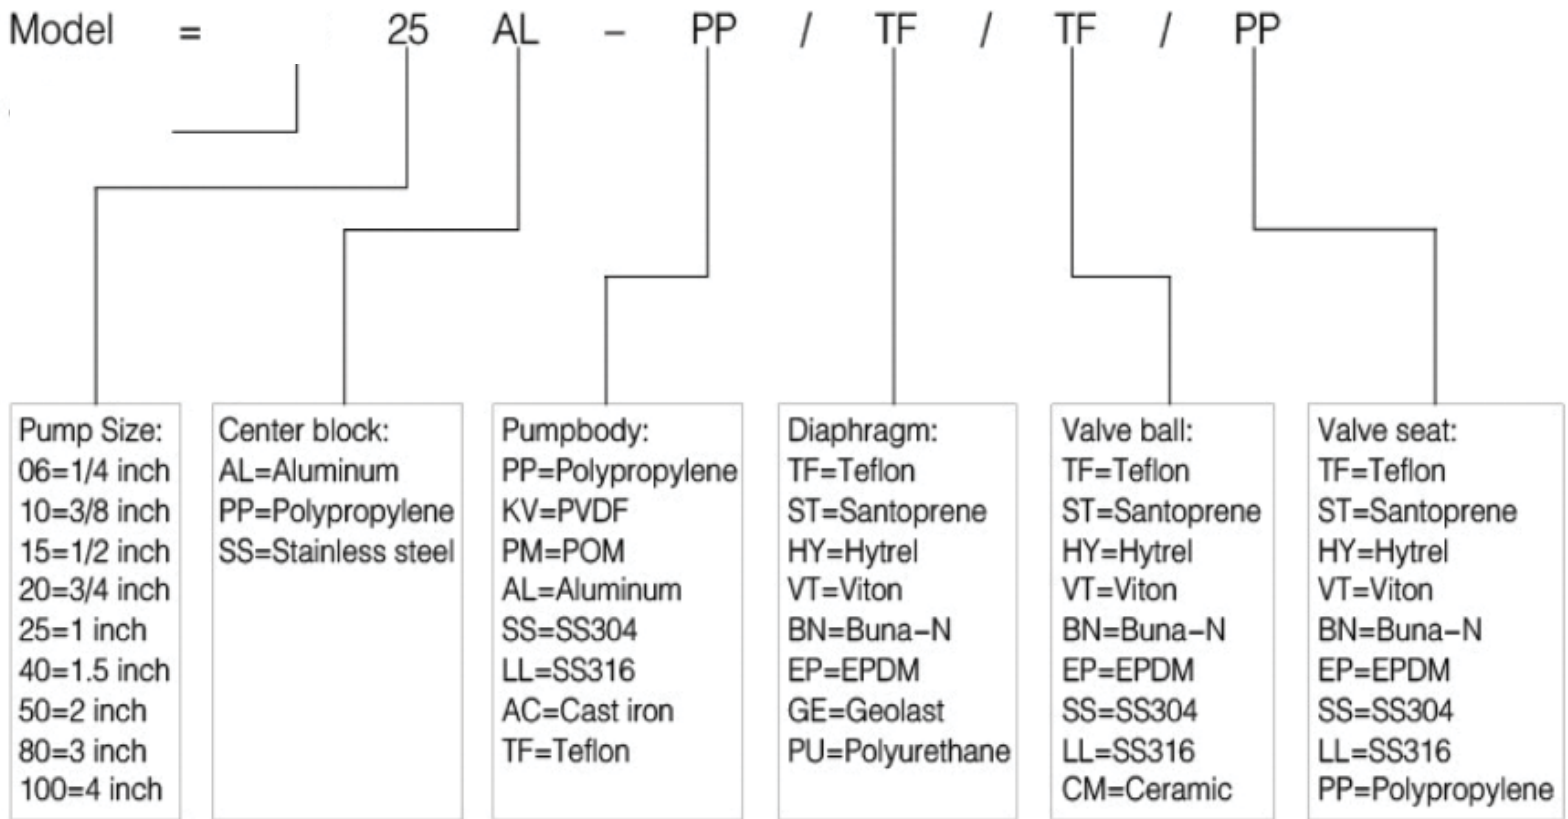 Model = 25 AL – PP / TF / TF / PP
Pump Size:
06=1/4 inch
10=3/8 inch
15=1/2 inch
20=3/4 inch
25=1 inch
40=1.5 inch
50=2 inch
80=3 inch
100=4 inch
Center block:
AL=Aluminum
PP=Polypropylene
SS=Stainless steel
Pumpbody:
PP=Polypropylene
KV=PVDF
PM=POM
AL=Aluminum
SS=SS304
LL=SS316
AC=Cast iron
TF=Teflon
Diaphragm:
TF=Teflon
ST=Santoprene
HY=Hytrel
VT=Viton
BN=Buna–N
EP=EPDM
GE=Geolast
PU=Polyurethane
Valve ball:
TF=Teflon
ST=Santoprene
HY=Hytrel
VT=Viton
BN=Buna–N
EP=EPDM
SS=SS304
LL=SS316
CM=Ceramic
Valve seat:
TF=Teflon
ST=Santoprene
HY=Hytrel
VT=Viton
BN=Buna–N
EP=EPDM
SS=SS304
LL=SS316
PP=Polypropylene